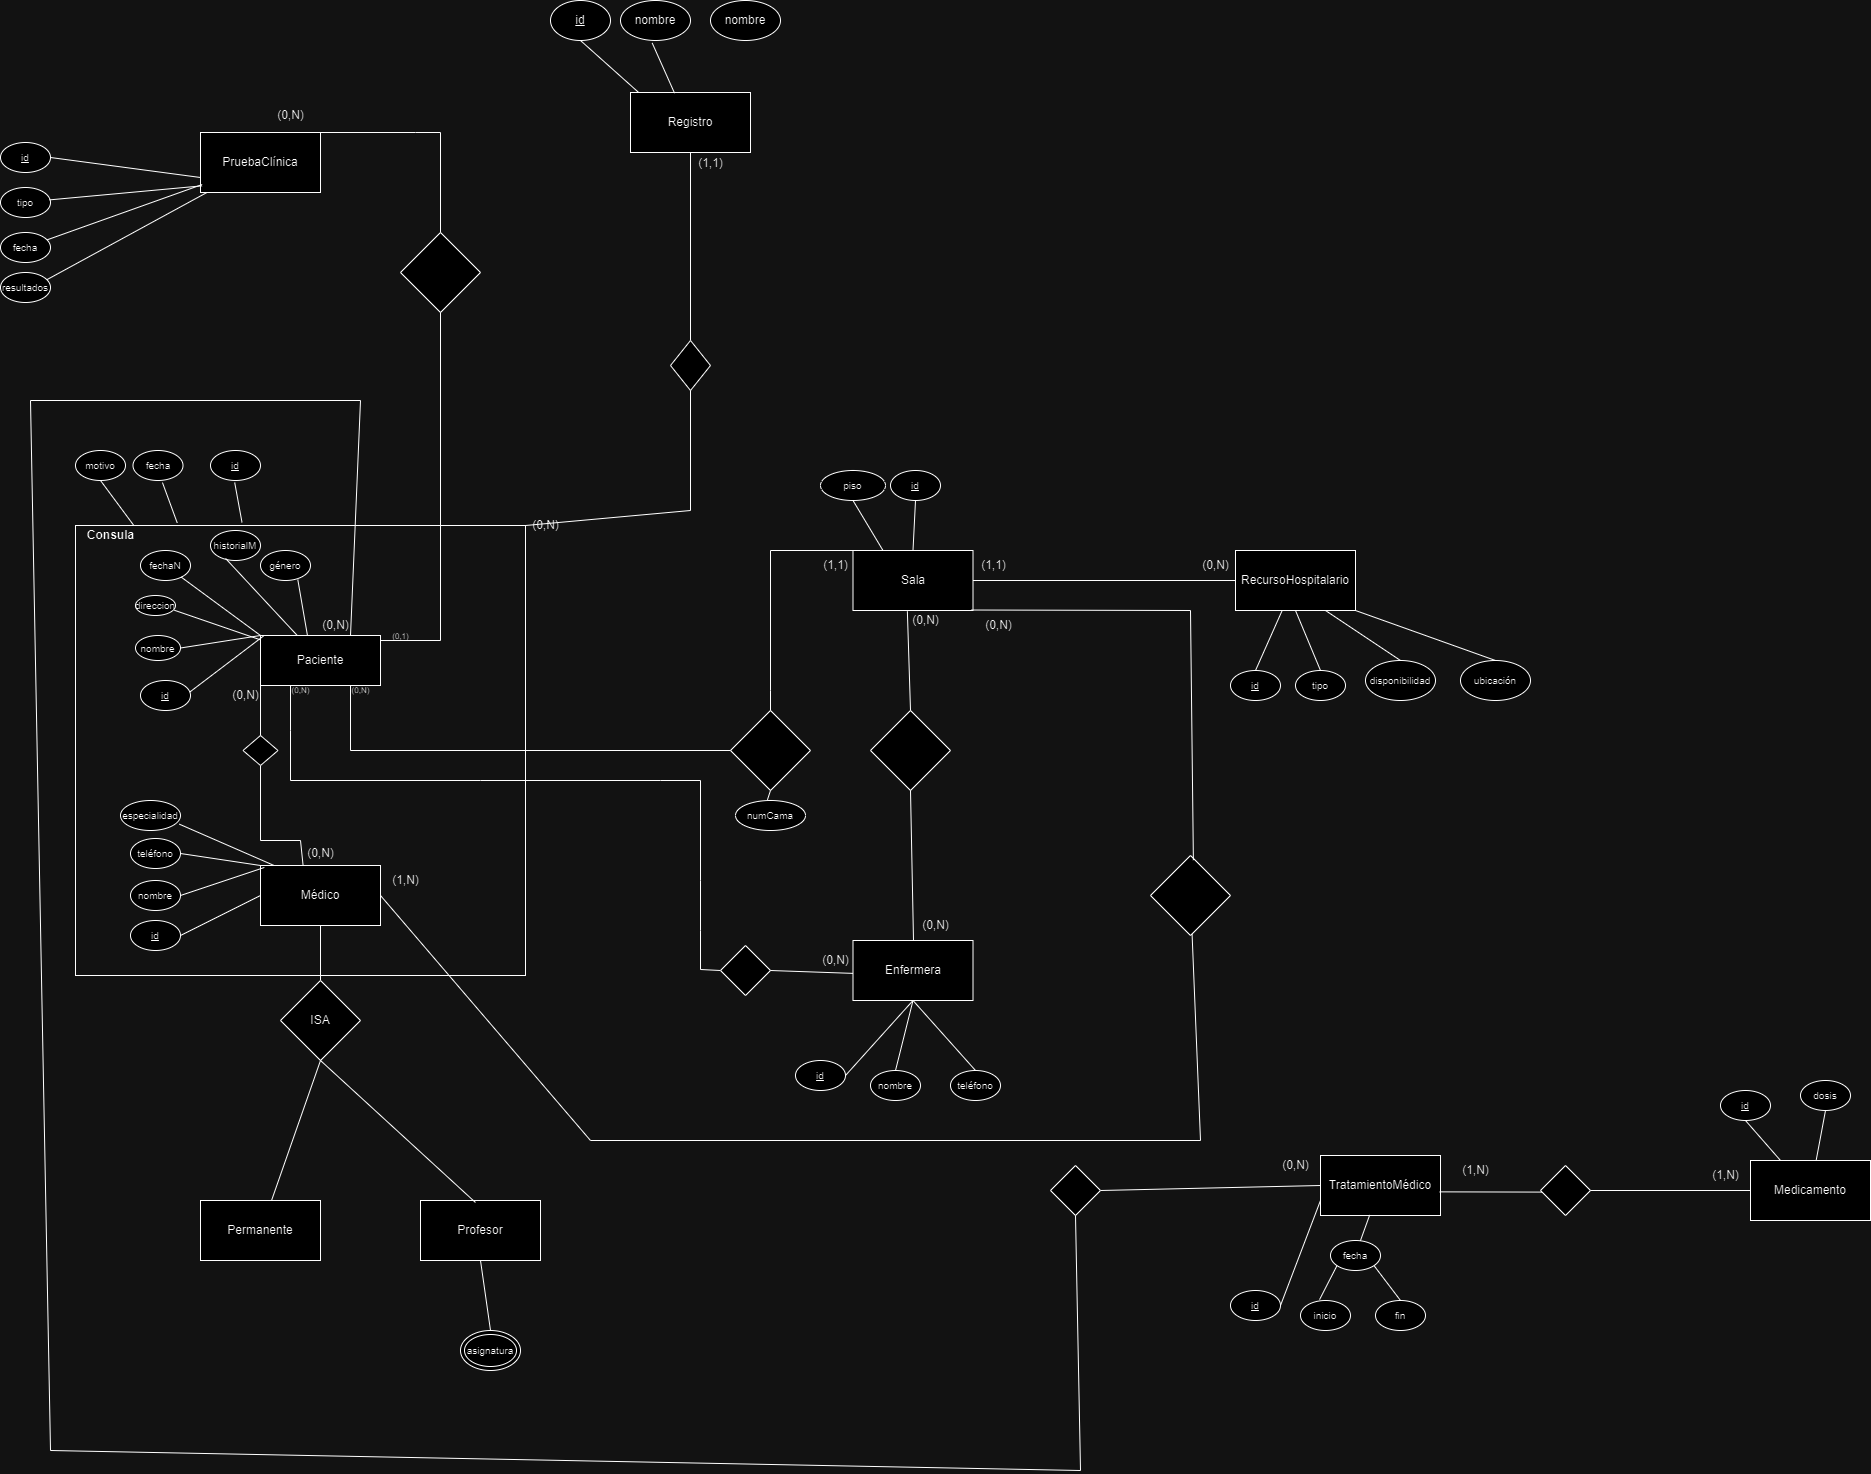 id
nombre
nombre
Registro
(1,1)
(0,N)
PruebaClínica
id
tipo
fecha
resultados
motivo
fecha
id
(0,N)
Consula
historialM
fechaN
género
direccion
nombre
id
(0,N)
Paciente
(0,1)
(0,N)
(0,N)
(0,N)
especialidad
teléfono
nombre
id
(0,N)
Médico
(1,N)
ISA
Permanente
Profesor
asignatura
piso
id
(1,1)
Sala
(1,1)
(0,N)
RecursoHospitalario
(0,N)
(0,N)
id
tipo
disponibilidad
ubicación
numCama
(0,N)
(0,N)
Enfermera
id
nombre
teléfono
(0,N)
TratamientoMédico
(1,N)
(1,N)
id
dosis
Medicamento
fecha
id
inicio
fin